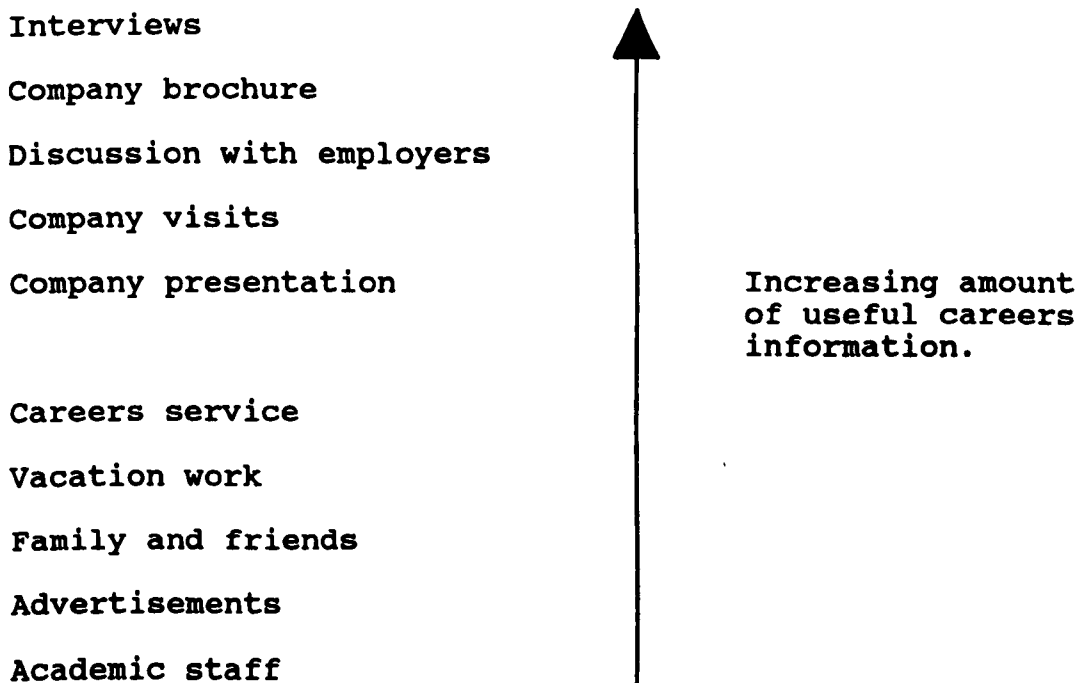 Interviews
Company brochure
Discussion with employers
Company visits
Company presentation
Increasing amount
of useful careers
information.
Careers service
Vacation work
Family and friends
Advertisements
Academic staff